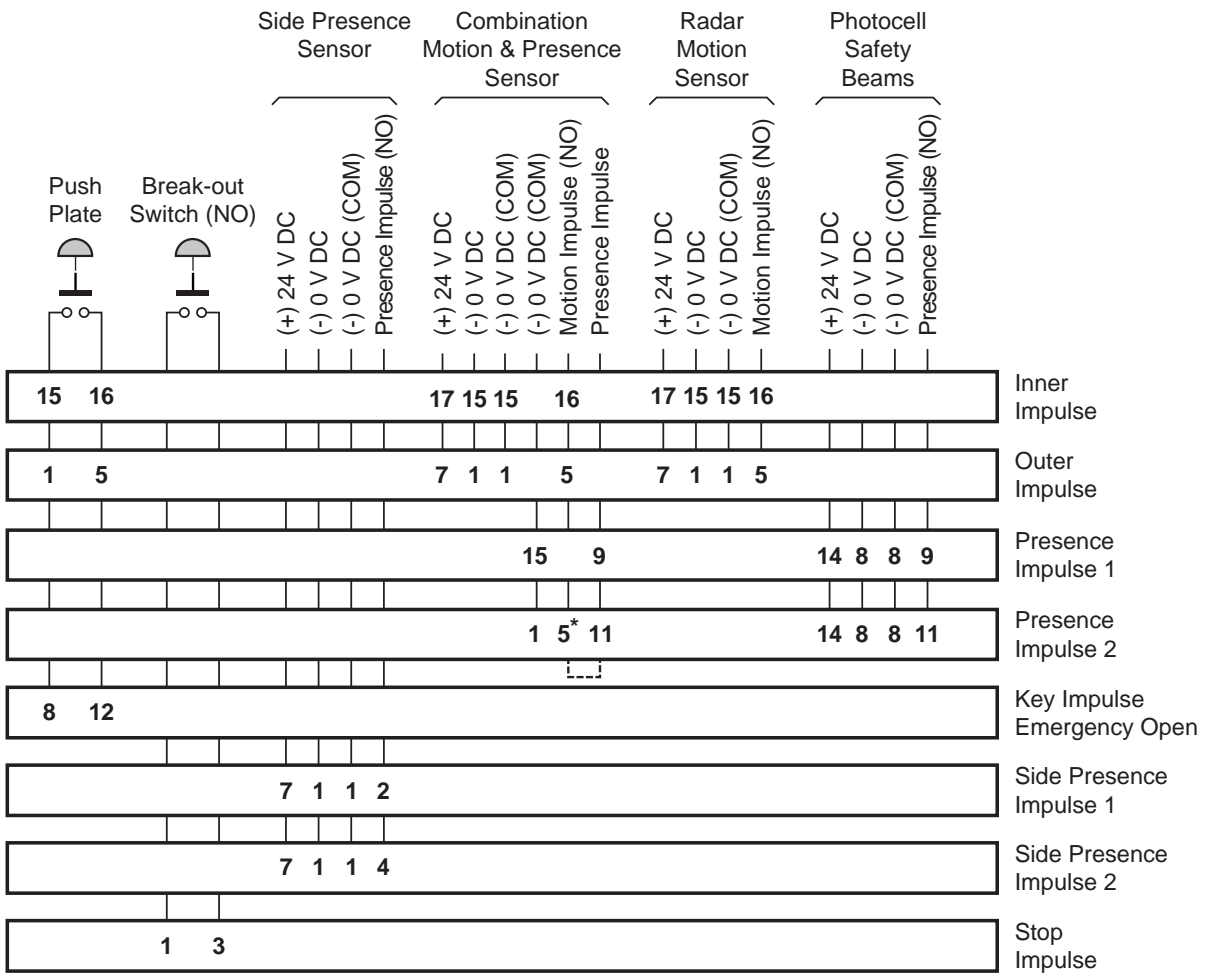 Side Presence
Sensor
Combination
Motion & Presence
Sensor
Radar
Motion
Sensor
Photocell
Safety
Beams
Push
Plate
Break-out
Switch (NO)
(+) 24 V DC
(-) 0 V DC
(-) 0 V DC (COM)
Presence Impulse (NO)
(+) 24 V DC
(-) 0 V DC
(-) 0 V DC (COM)
(-) 0 V DC (COM)
Motion Impulse (NO)
Presence Impulse
(+) 24 V DC
(-) 0 V DC
(-) 0 V DC (COM)
Motion Impulse (NO)
(+) 24 V DC
(-) 0 V DC
(-) 0 V DC (COM)
Presence Impulse (NO)
15 16 17 15 15 16 17 15 15 16
Inner
Impulse
1 5 7 1 1 5 7 1 1 5
Outer
Impulse
15 9 14 8 8 9
Presence
Impulse 1
1 5* 11 14 8 8 11
Presence
Impulse 2
8 12
Key Impulse
Emergency Open
7 1 1 2
Side Presence
Impulse 1
7 1 1 4
Side Presence
Impulse 2
1 3
Stop
Impulse